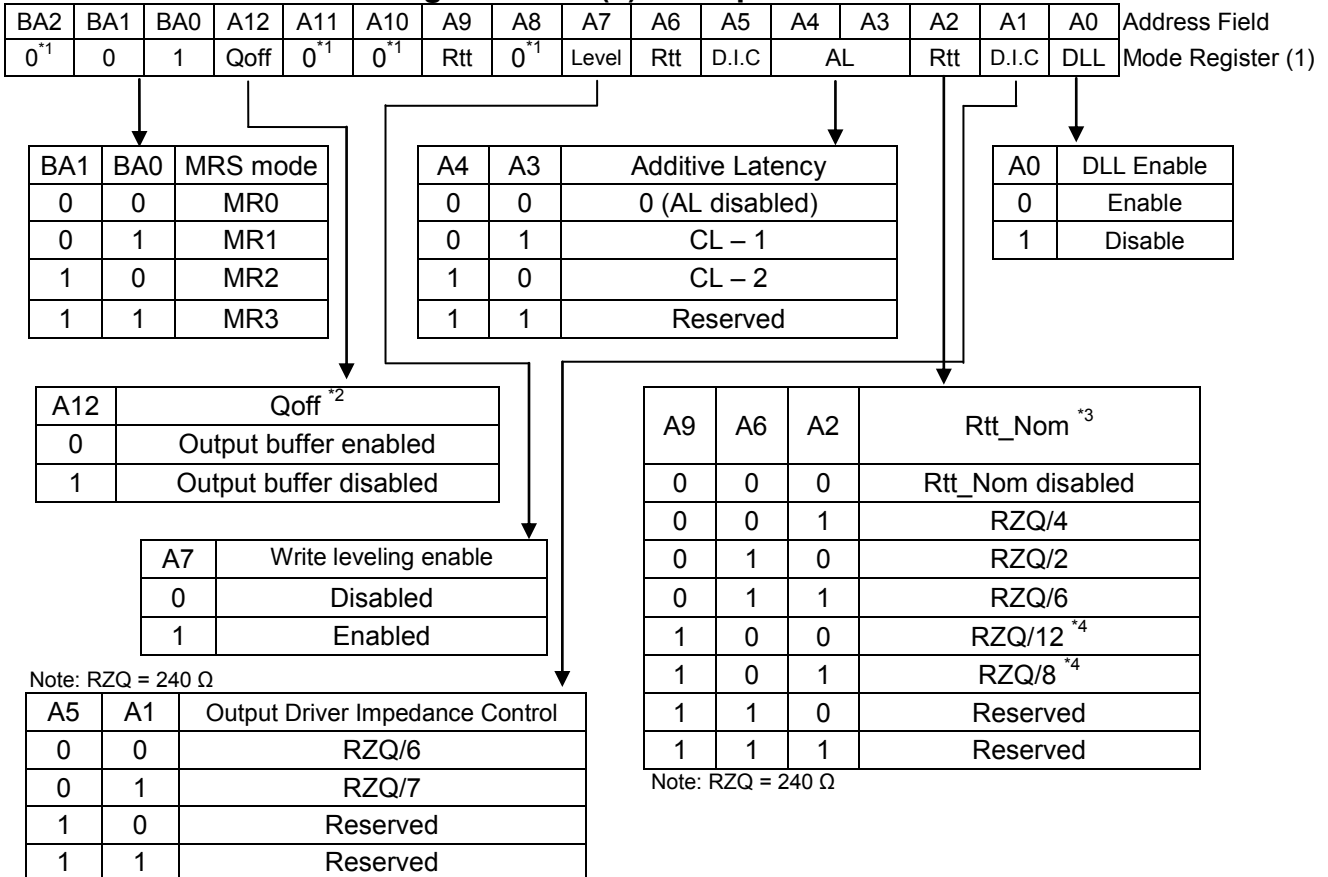 BA2 BA1 BA0 A12 A11 A10 A9 A8 A7 A6 A5 A4 A3 A2 A1 A0 Address Field
0*1 0 1 Qoff 0*1 0*1 Rtt 0*1 Level Rtt D.I.C AL Rtt D.I.C DLL Mode Register (1)
BA1 BA0 MRS mode
0 0 MR0
0 1 MR1
1 0 MR2
1 1 MR3
A4 A3 Additive Latency
0 0 0 (AL disabled)
0 1 CL – 1
1 0 CL – 2
1 1 Reserved
A0 DLL Enable
0 Enable
1 Disable
A12 Qoff *2
0 Output buffer enabled
1 Output buffer disabled
A7 Write leveling enable
0 Disabled
1 Enabled
Note: RZQ = 240 Ω
A5 A1 Output Driver Impedance Control
0 0 RZQ/6
0 1 RZQ/7
1 0 Reserved
1 1 Reserved
A9 A6 A2 Rtt_Nom *3
0 0 0 Rtt_Nom disabled
0 0 1 RZQ/4
0 1 0 RZQ/2
0 1 1 RZQ/6
1 0 0 RZQ/12 *4
1 0 1 RZQ/8 *4
1 1 0 Reserved
1 1 1 Reserved
Note: RZQ = 240 Ω